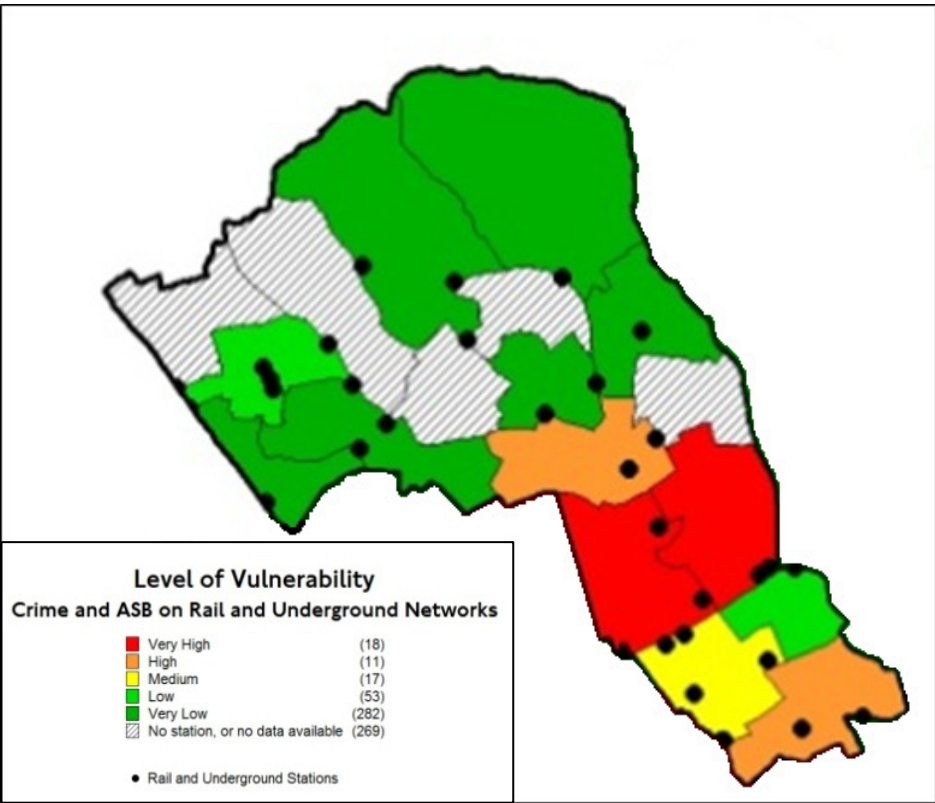 Level of Vulnerability
Crime and ASB on Rail and Underground Networks
Very High (18)
High (11)
Medium (17)
Low (53)
Very Low (282)
No station, or no data available (269)
Rail and Underground Stations